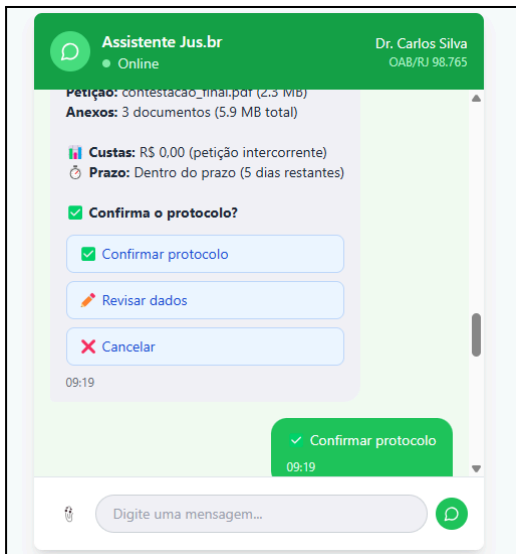 Assistente Jus.br
Online
Dr. Carlos Silva
OAB/RJ 98.765
Petição: contestacao_final.pdf (2.3 MB)
Anexos: 3 documentos (5.9 MB total)
📊 Custas: R$ 0,00 (petição intercorrente)
⏱ Prazo: Dentro do prazo (5 dias restantes)
✅ Confirma o protocolo?
✅ Confirmar protocolo
✏️ Revisar dados
❌ Cancelar
09:19
✓ Confirmar protocolo
09:19
Digite uma mensagem...